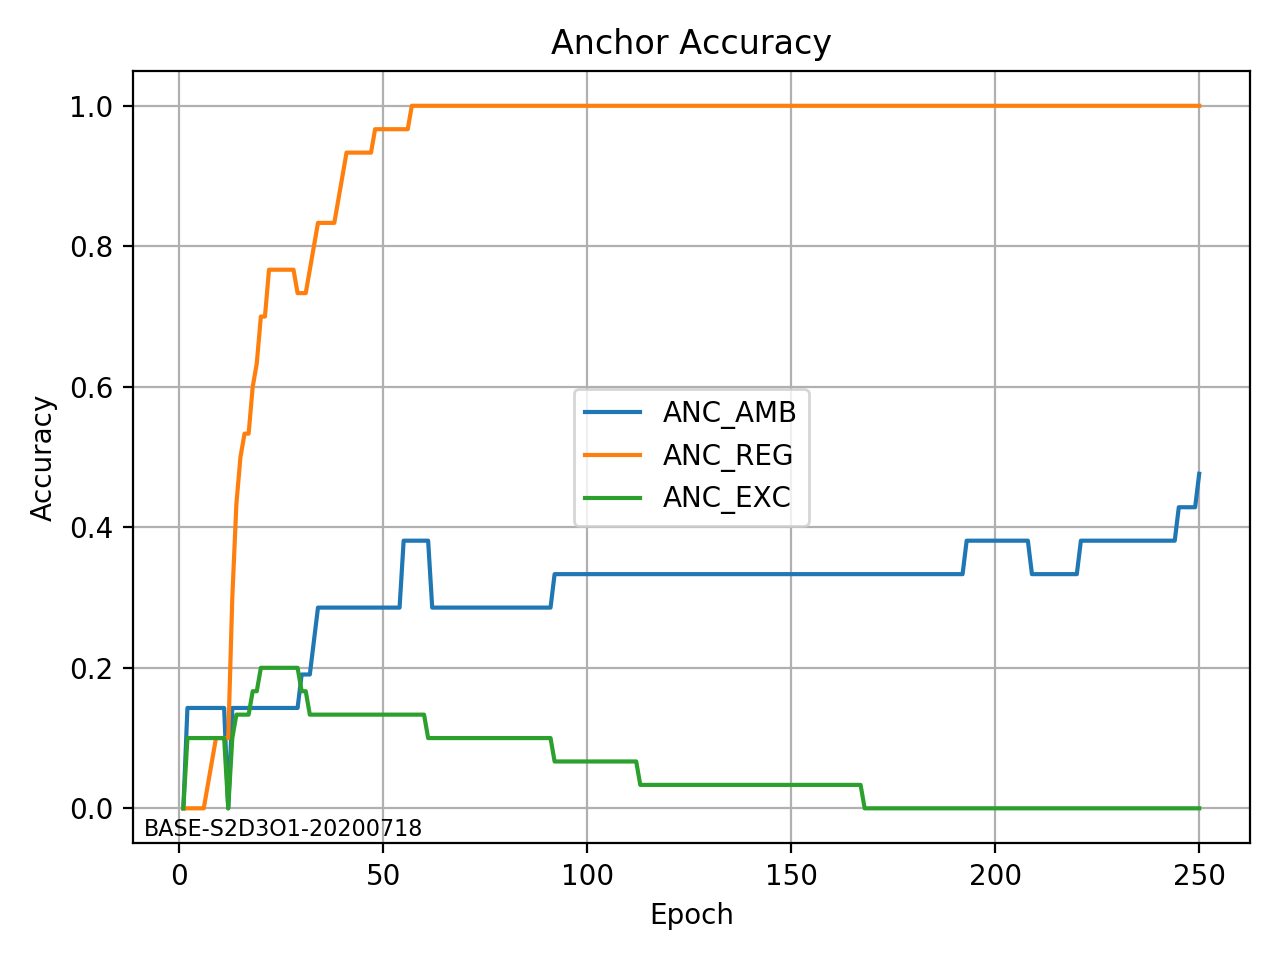 Anchor Accuracy
1.0
0.8
0.6
0.4
0.2
0.0
Accuracy
ANC_AMB
ANC_REG
ANC_EXC
BASE-S2D3O1-20200718
0 50 100 150 200 250
Epoch